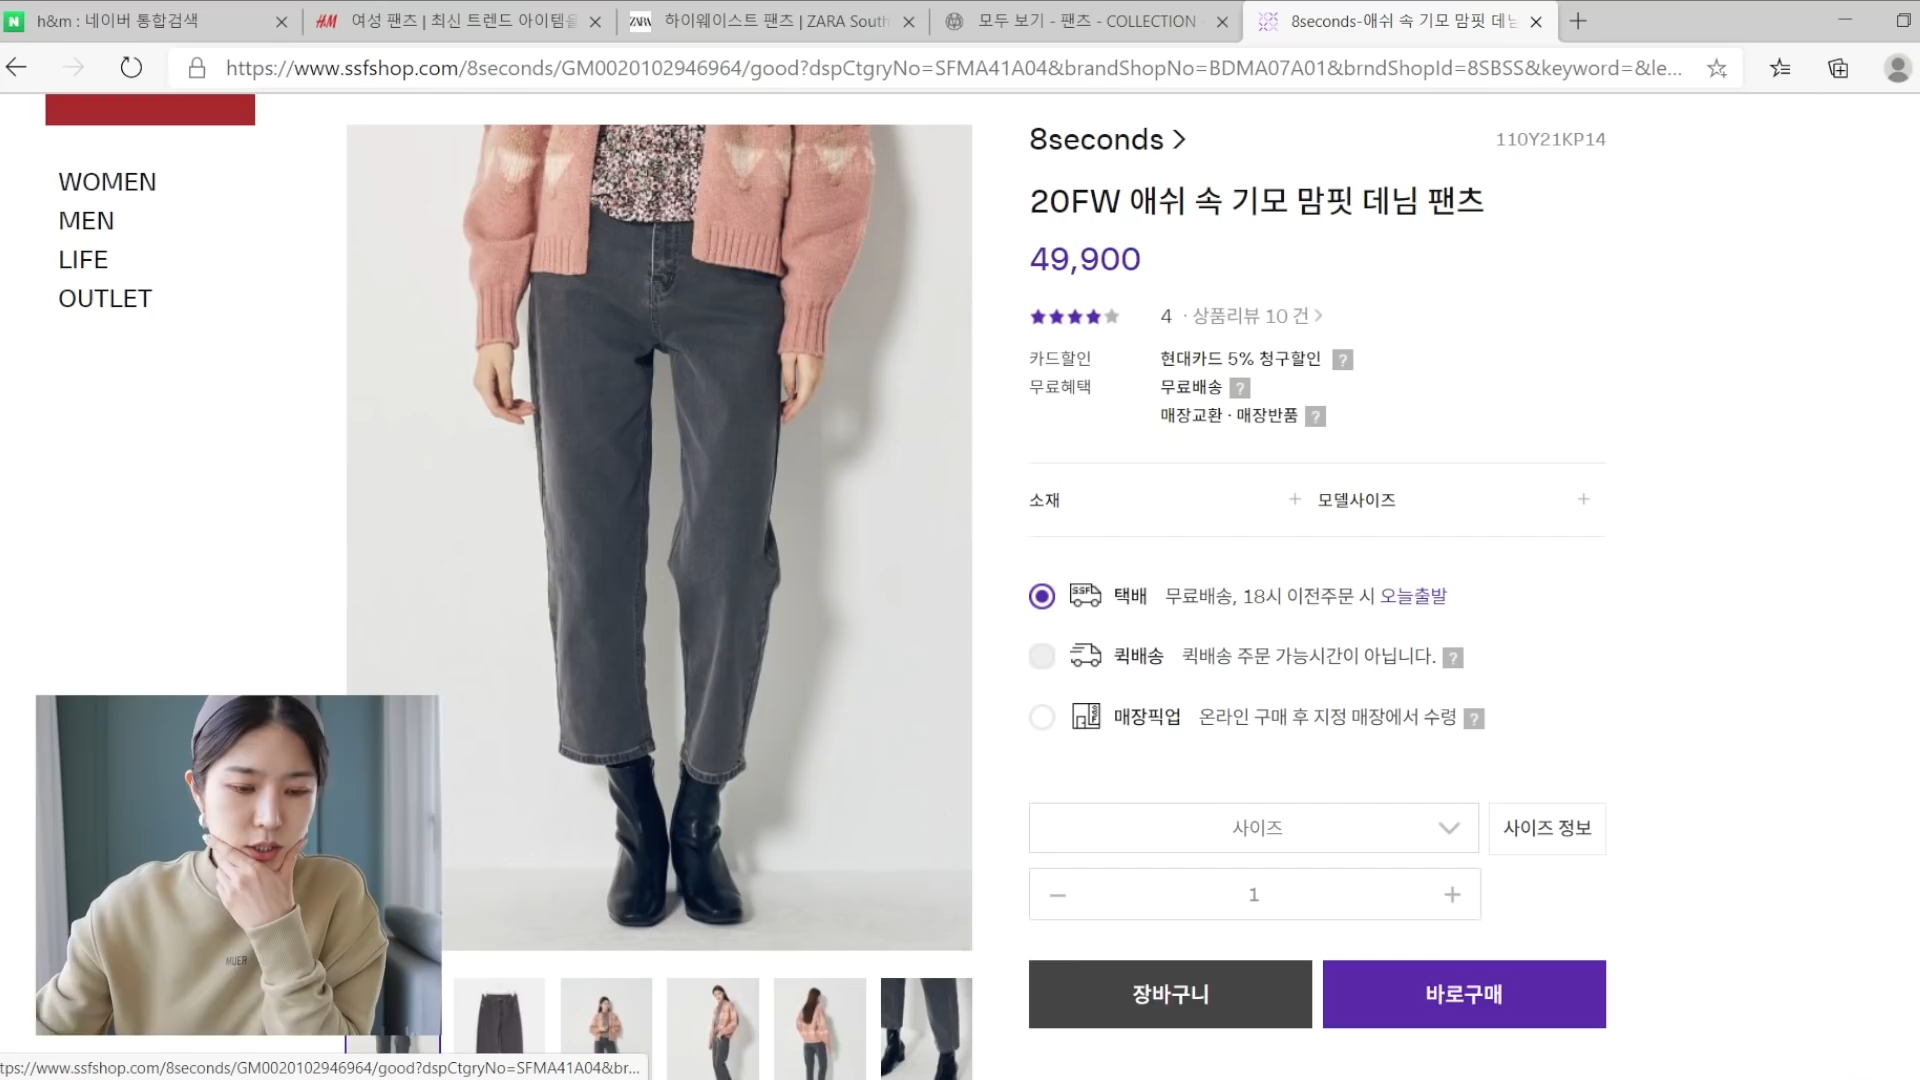 h&m : 네이버 통합검색
H&M 여성 팬츠 | 최신 트렌드 아이템을
ZARA 하이웨이스트 팬츠 | ZARA South
모두 보기 - 팬츠 - COLLECTION -
8seconds-애쉬 속 기모 맘핏 데님
https://www.ssfshop.com/8seconds/GM0020102946964/good?dspCtgryNo=SFMA41A04&brandShopNo=BDMA07A01&brndShopId=8SBSS&keyword=&le...
WOMEN
MEN
LIFE
OUTLET
8seconds >
110Y21KP14
20FW 애쉬 속 기모 맘핏 데님 팬츠
49,900
4 · 상품리뷰 10 건 >
카드할인 현대카드 5% 청구할인 ?
무료혜택 무료배송 ?
매장교환 · 매장반품 ?
소재 + 모델사이즈 +
SSF 택배 무료배송, 18시 이전주문 시 오늘출발
퀵배송 퀵배송 주문 가능시간이 아닙니다. ?
매장픽업 온라인 구매 후 지정 매장에서 수령 ?
사이즈
사이즈 정보
− 1 +
장바구니
바로구매
MUER
tps://www.ssfshop.com/8seconds/GM0020102946964/good?dspCtgryNo=SFMA41A04&br...